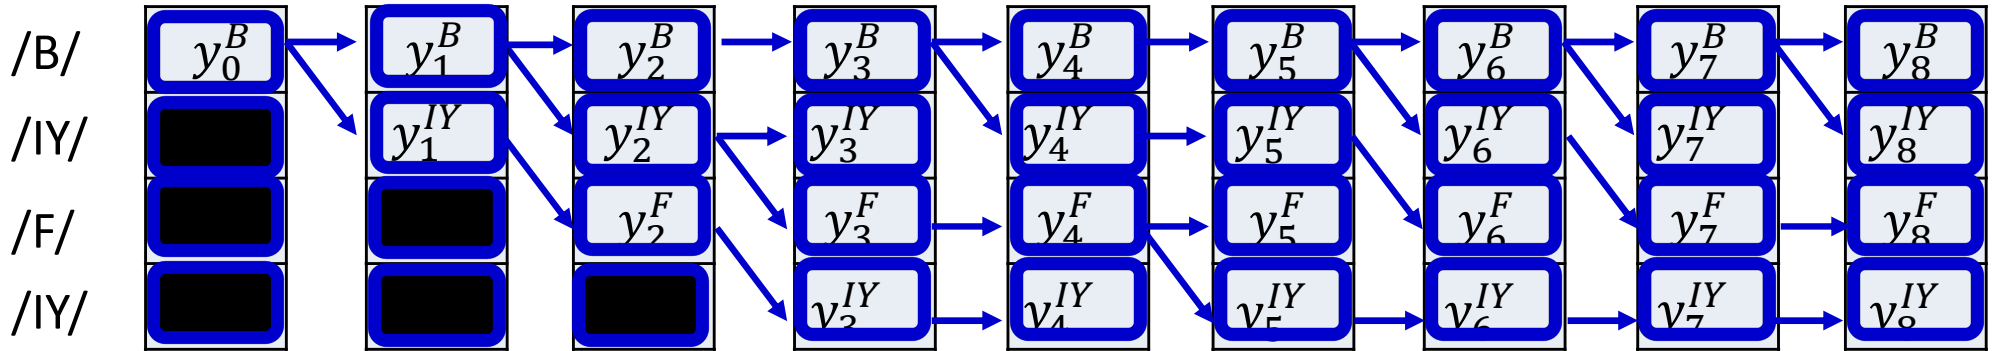 /B/ y_0^B y_1^B y_2^B y_3^B y_4^B y_5^B y_6^B y_7^B y_8^B
/IY/ y_1^{IY} y_2^{IY} y_3^{IY} y_4^{IY} y_5^{IY} y_6^{IY} y_7^{IY} y_8^{IY}
/F/ y_2^F y_3^F y_4^F y_5^F y_6^F y_7^F y_8^F
/IY/ y_3^{IY} y_4^{IY} y_5^{IY} y_6^{IY} y_7^{IY} y_8^{IY}